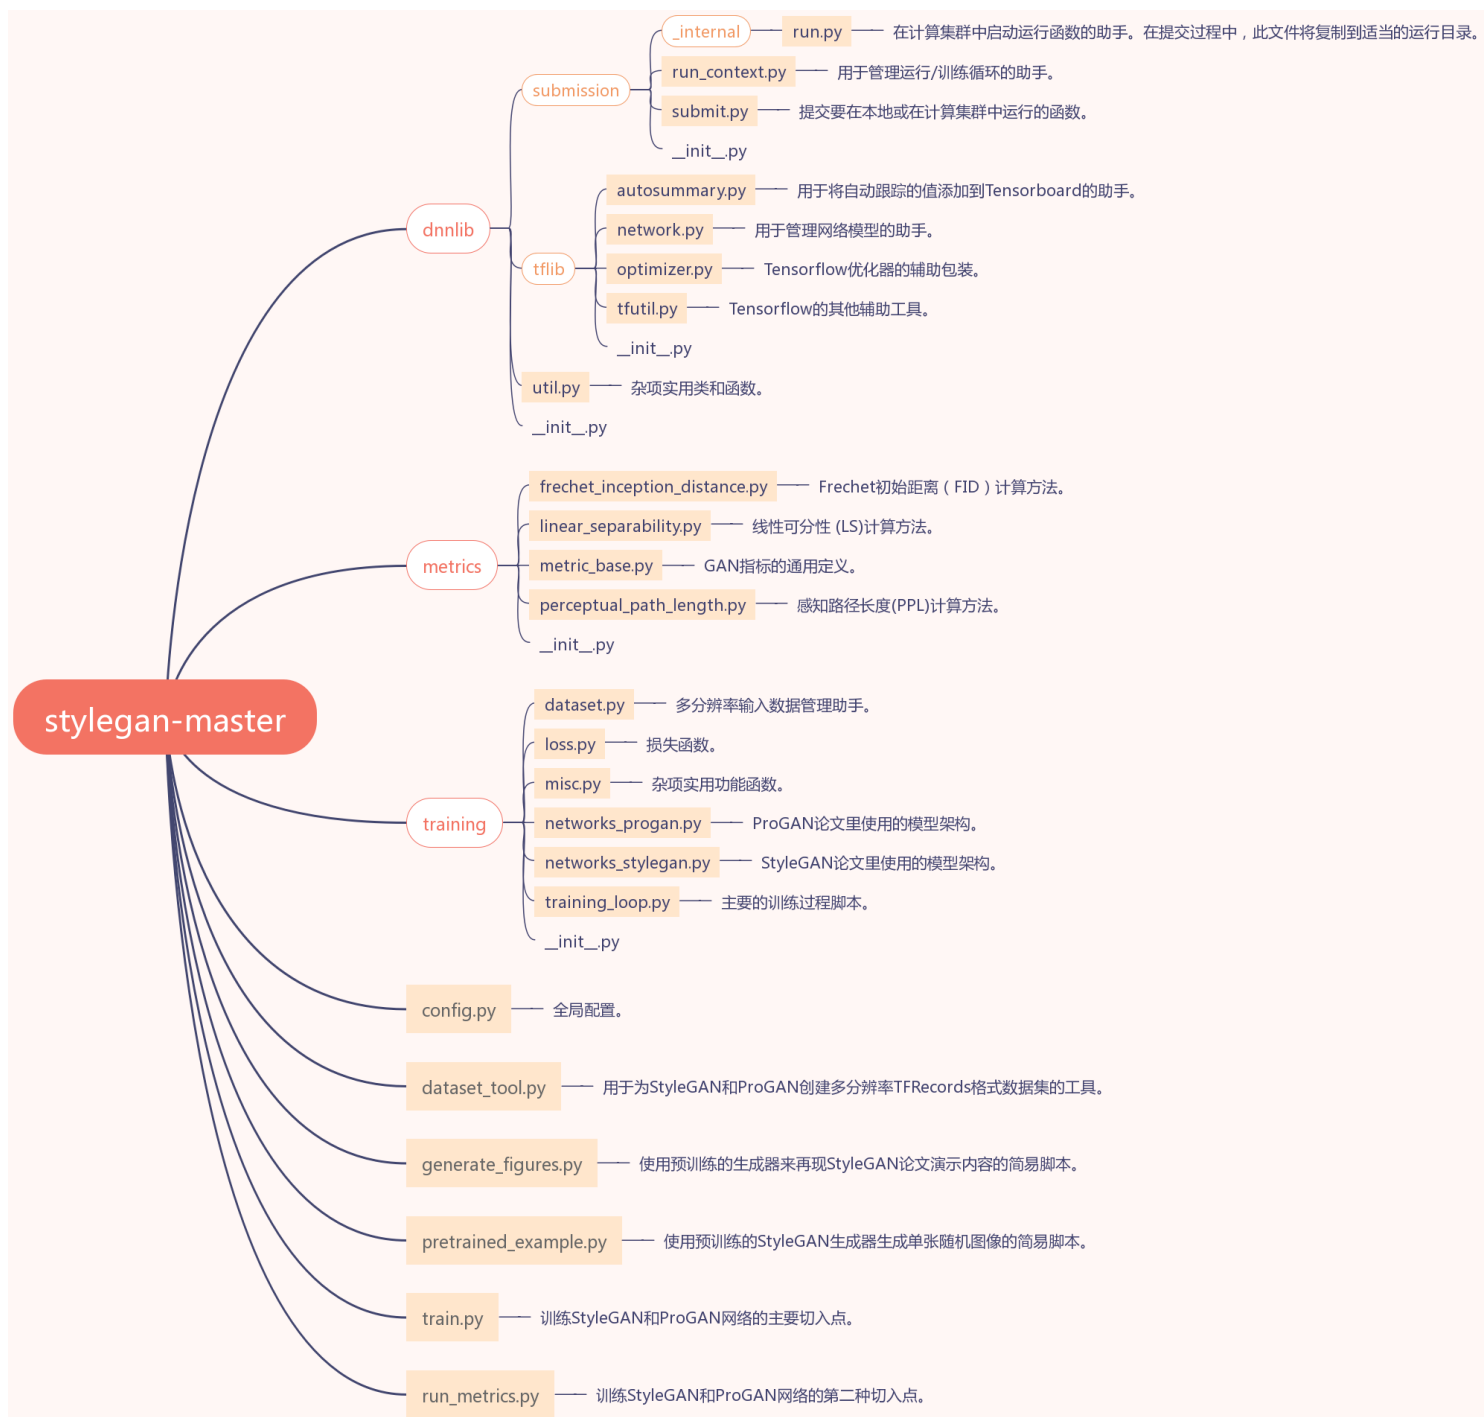 stylegan-master
dnnlib
submission
_internal
run.py
在计算集群中启动运行函数的助手。在提交过程中，此文件将复制到适当的运行目录。
run_context.py
用于管理运行/训练循环的助手。
submit.py
提交要在本地或在计算集群中运行的函数。
__init__.py
tflib
autosummary.py
用于将自动跟踪的值添加到Tensorboard的助手。
network.py
用于管理网络模型的助手。
optimizer.py
Tensorflow优化器的辅助包装。
tfutil.py
Tensorflow的其他辅助工具。
__init__.py
util.py
杂项实用类和函数。
__init__.py
metrics
frechet_inception_distance.py
Frechet初始距离（FID）计算方法。
linear_separability.py
线性可分性 (LS)计算方法。
metric_base.py
GAN指标的通用定义。
perceptual_path_length.py
感知路径长度(PPL)计算方法。
__init__.py
training
dataset.py
多分辨率输入数据管理助手。
loss.py
损失函数。
misc.py
杂项实用功能函数。
networks_progan.py
ProGAN论文里使用的模型架构。
networks_stylegan.py
StyleGAN论文里使用的模型架构。
training_loop.py
主要的训练过程脚本。
__init__.py
config.py
全局配置。
dataset_tool.py
用于为StyleGAN和ProGAN创建多分辨率TFRecords格式数据集的工具。
generate_figures.py
使用预训练的生成器来再现StyleGAN论文演示内容的简易脚本。
pretrained_example.py
使用预训练的StyleGAN生成器生成单张随机图像的简易脚本。
train.py
训练StyleGAN和ProGAN网络的主要切入点。
run_metrics.py
训练StyleGAN和ProGAN网络的第二种切入点。